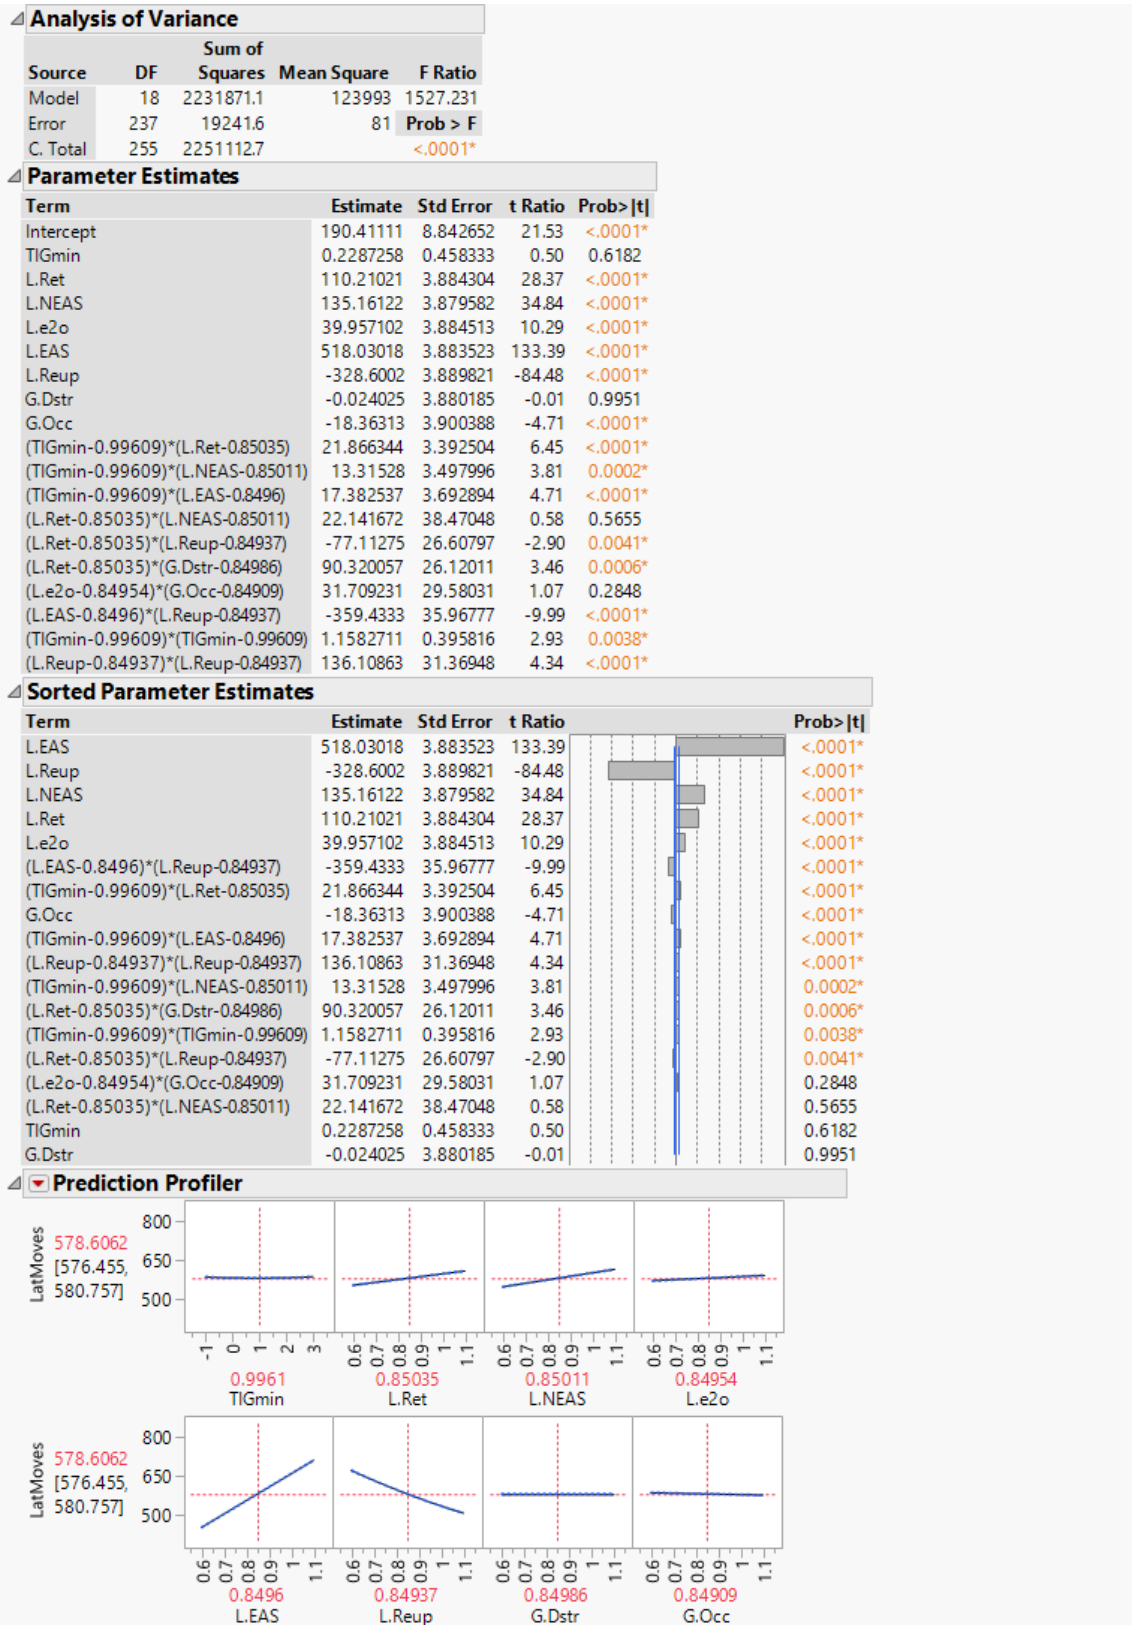 Analysis of Variance
Sum of
Source DF Squares Mean Square F Ratio
Model 18 2231871.1 123993 1527.231
Error 237 19241.6 81 Prob > F
C. Total 255 2251112.7 <.0001*
Parameter Estimates
Term Estimate Std Error t Ratio Prob>|t|
Intercept 190.41111 8.842652 21.53 <.0001*
TIGmin 0.2287258 0.458333 0.50 0.6182
L.Ret 110.21021 3.884304 28.37 <.0001*
L.NEAS 135.16122 3.879582 34.84 <.0001*
L.e2o 39.957102 3.884513 10.29 <.0001*
L.EAS 518.03018 3.883523 133.39 <.0001*
L.Reup -328.6002 3.889821 -84.48 <.0001*
G.Dstr -0.024025 3.880185 -0.01 0.9951
G.Occ -18.36313 3.900388 -4.71 <.0001*
(TIGmin-0.99609)*(L.Ret-0.85035) 21.866344 3.392504 6.45 <.0001*
(TIGmin-0.99609)*(L.NEAS-0.85011) 13.31528 3.497996 3.81 0.0002*
(TIGmin-0.99609)*(L.EAS-0.8496) 17.382537 3.692894 4.71 <.0001*
(L.Ret-0.85035)*(L.NEAS-0.85011) 22.141672 38.47048 0.58 0.5655
(L.Ret-0.85035)*(L.Reup-0.84937) -77.11275 26.60797 -2.90 0.0041*
(L.Ret-0.85035)*(G.Dstr-0.84986) 90.320057 26.12011 3.46 0.0006*
(L.e2o-0.84954)*(G.Occ-0.84909) 31.709231 29.58031 1.07 0.2848
(L.EAS-0.8496)*(L.Reup-0.84937) -359.4333 35.96777 -9.99 <.0001*
(TIGmin-0.99609)*(TIGmin-0.99609) 1.1582711 0.395816 2.93 0.0038*
(L.Reup-0.84937)*(L.Reup-0.84937) 136.10863 31.36948 4.34 <.0001*
Sorted Parameter Estimates
Term Estimate Std Error t Ratio Prob>|t|
L.EAS 518.03018 3.883523 133.39 <.0001*
L.Reup -328.6002 3.889821 -84.48 <.0001*
L.NEAS 135.16122 3.879582 34.84 <.0001*
L.Ret 110.21021 3.884304 28.37 <.0001*
L.e2o 39.957102 3.884513 10.29 <.0001*
(L.EAS-0.8496)*(L.Reup-0.84937) -359.4333 35.96777 -9.99 <.0001*
(TIGmin-0.99609)*(L.Ret-0.85035) 21.866344 3.392504 6.45 <.0001*
G.Occ -18.36313 3.900388 -4.71 <.0001*
(TIGmin-0.99609)*(L.EAS-0.8496) 17.382537 3.692894 4.71 <.0001*
(L.Reup-0.84937)*(L.Reup-0.84937) 136.10863 31.36948 4.34 <.0001*
(TIGmin-0.99609)*(L.NEAS-0.85011) 13.31528 3.497996 3.81 0.0002*
(L.Ret-0.85035)*(G.Dstr-0.84986) 90.320057 26.12011 3.46 0.0006*
(TIGmin-0.99609)*(TIGmin-0.99609) 1.1582711 0.395816 2.93 0.0038*
(L.Ret-0.85035)*(L.Reup-0.84937) -77.11275 26.60797 -2.90 0.0041*
(L.e2o-0.84954)*(G.Occ-0.84909) 31.709231 29.58031 1.07 0.2848
(L.Ret-0.85035)*(L.NEAS-0.85011) 22.141672 38.47048 0.58 0.5655
TIGmin 0.2287258 0.458333 0.50 0.6182
G.Dstr -0.024025 3.880185 -0.01 0.9951
Prediction Profiler
LatMoves
578.6062
[576.455,
580.757]
800
650
500
-1 0 1 2 3 0.6 0.7 0.8 0.9 1 1.1 0.6 0.7 0.8 0.9 1 1.1 0.6 0.7 0.8 0.9 1 1.1
0.9961 0.85035 0.85011 0.84954
TIGmin L.Ret L.NEAS L.e2o
LatMoves
578.6062
[576.455,
580.757]
800
650
500
0.6 0.7 0.8 0.9 1 1.1 0.6 0.7 0.8 0.9 1 1.1 0.6 0.7 0.8 0.9 1 1.1 0.6 0.7 0.8 0.9 1 1.1
0.8496 0.84937 0.84986 0.84909
L.EAS L.Reup G.Dstr G.Occ